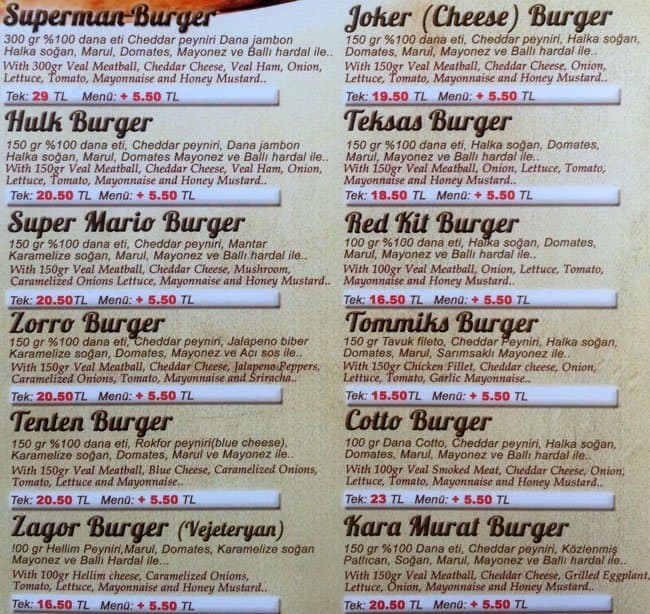 Superman-Burger
300 gr %100 dana eti Cheddar peyniri Dana jambon
Halka soğan, Marul, Domates, Mayonez ve Ballı hardal ile..
With 300gr Veal Meatball, Cheddar Cheese, Veal Ham, Onion,
Lettuce, Tomato, Mayonnaise and Honey Mustard..
Tek: 29 TL Menü: + 5.50 TL
Hulk Burger
150 gr %100 dana eti, Cheddar peyniri, Dana jambon
Halka soğan, Marul, Domates Mayonez ve Ballı hardal ile..
With 150gr Veal Meatball, Cheddar Cheese, Veal Ham, Onion,
Lettuce, Tomato, Mayonnaise and Honey Mustard..
Tek: 20.50 TL Menü: + 5.50 TL
Super Mario Burger
150 gr %100 dana eti, Cheddar peyniri, Mantar
Karamelize soğan, Marul, Mayonez ve Ballı hardal ile..
With 150gr Veal Meatball, Cheddar Cheese, Mushroom,
Caramelized Onions Lettuce, Mayonnaise and Honey Mustard..
Tek: 20.50 TL Menü: + 5.50 TL
Zorro Burger
150 gr %100 dana eti, Cheddar peyniri, Jalapeno biber
Karamelize soğan, Domates, Mayonez ve Acı sos ile..
With 150gr Veal Meatball, Cheddar Cheese, Jalapeno Peppers,
Caramelized Onions, Tomato, Mayonnaise and Sriracha..
Tek: 20.50 TL Menü: + 5.50 TL
Tenten Burger
150 gr %100 dana eti, Rokfor peyniri(blue cheese),
Karamelize soğan, Domates, Marul ve Mayonez ile..
With 150gr Veal Meatball, Blue Cheese, Caramelized Onions,
Tomato, Lettuce and Mayonnaise..
Tek: 20.50 TL Menü: + 5.50 TL
Zagor Burger (Vejeteryan)
100 gr Hellim Peyniri,Marul, Domates, Karamelize soğan
Mayonez ve Ballı Hardal ile...
With 100gr Hellim cheese, Caramelized Onions,
Tomato, Lettuce, Mayonnaise and Honey Mustard..
Tek: 16.50 TL Menü: + 5.50 TL
Joker (Cheese) Burger
150 gr %100 dana eti, Cheddar peyniri, Halka soğan,
Domates, Marul, Mayonez ve Ballı hardal ile..
With 150gr Veal Meatball, Cheddar Cheese, Onion,
Lettuce, Tomato, Mayonnaise and Honey Mustard..
Tek: 19.50 TL Menü: + 5.50 TL
Teksas Burger
150 gr %100 dana eti, Halka soğan, Domates,
Marul, Mayonez ve Ballı hardal ile..
With 150gr Veal Meatball, Onion, Lettuce, Tomato,
Mayonnaise and Honey Mustard..
Tek: 18.50 TL Menü: + 5.50 TL
Red Kit Burger
100 gr %100 dana eti, Halka soğan, Domates,
Marul, Mayonez ve Ballı hardal ile..
With 100gr Veal Meatball, Onion, Lettuce, Tomato,
Mayonnaise and Honey Mustard..
Tek: 16.50 TL Menü: + 5.50 TL
Tommiks Burger
150 gr Tavuk fileto, Cheddar Peyniri, Halka soğan,
Domates, Marul, Sarımsaklı Mayonez ile..
With 150gr Chicken Fillet, Cheddar cheese, Onion,
Lettuce, Tomato, Garlic Mayonnaise..
Tek: 15.50 TL Menü: + 5.50 TL
Cotto Burger
100 gr Dana Cotto, Cheddar Peyniri, Halka soğan,
Domates, Marul, Mayonez ve Ballı hardal ile..
With 100gr Veal Smoked Meat, Cheddar Cheese, Onion,
Lettuce, Tomato, Mayonnaise and Honey Mustard..
Tek: 23 TL Menü: + 5.50 TL
Kara Murat Burger
150 gr %100 Dana eti, Cheddar peyniri, Közlenmiş
Patlıcan, Soğan, Marul, Mayonez ve Ballı hardal ile..
With 150gr Veal Meatball, Cheddar Cheese, Grilled Eggplant,
Lettuce, Onion, Mayonnaise and Honey Mustard..
Tek: 20.50 TL Menü: + 5.50 TL